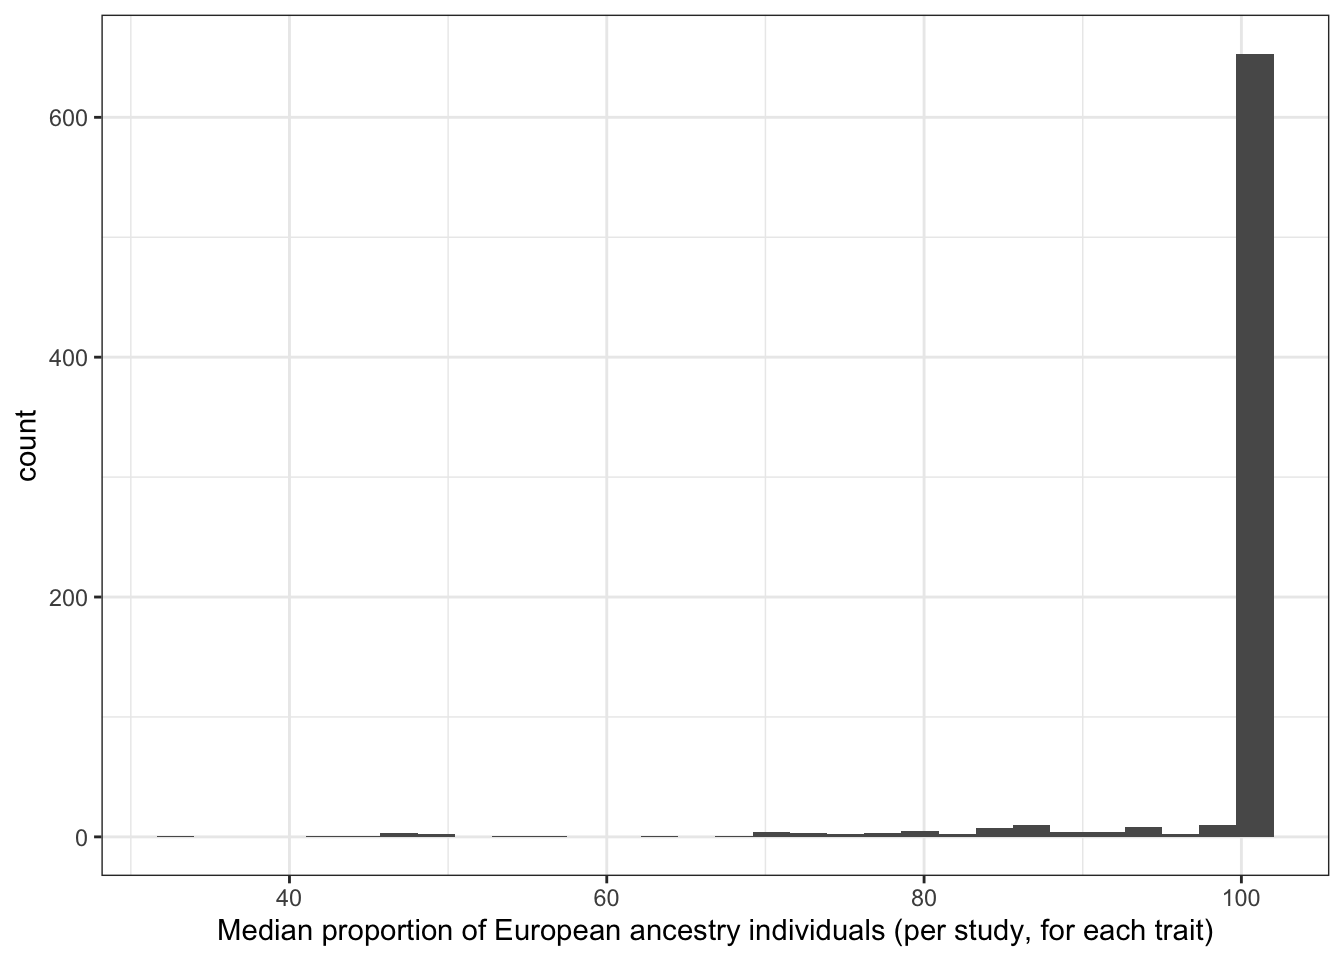 600
400
200
0
count
40 60 80 100
Median proportion of European ancestry individuals (per study, for each trait)